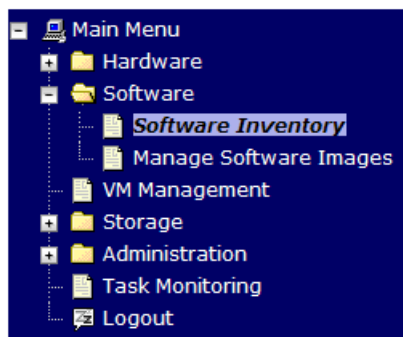 Main Menu
Hardware
Software
Software Inventory
Manage Software Images
VM Management
Storage
Administration
Task Monitoring
Logout